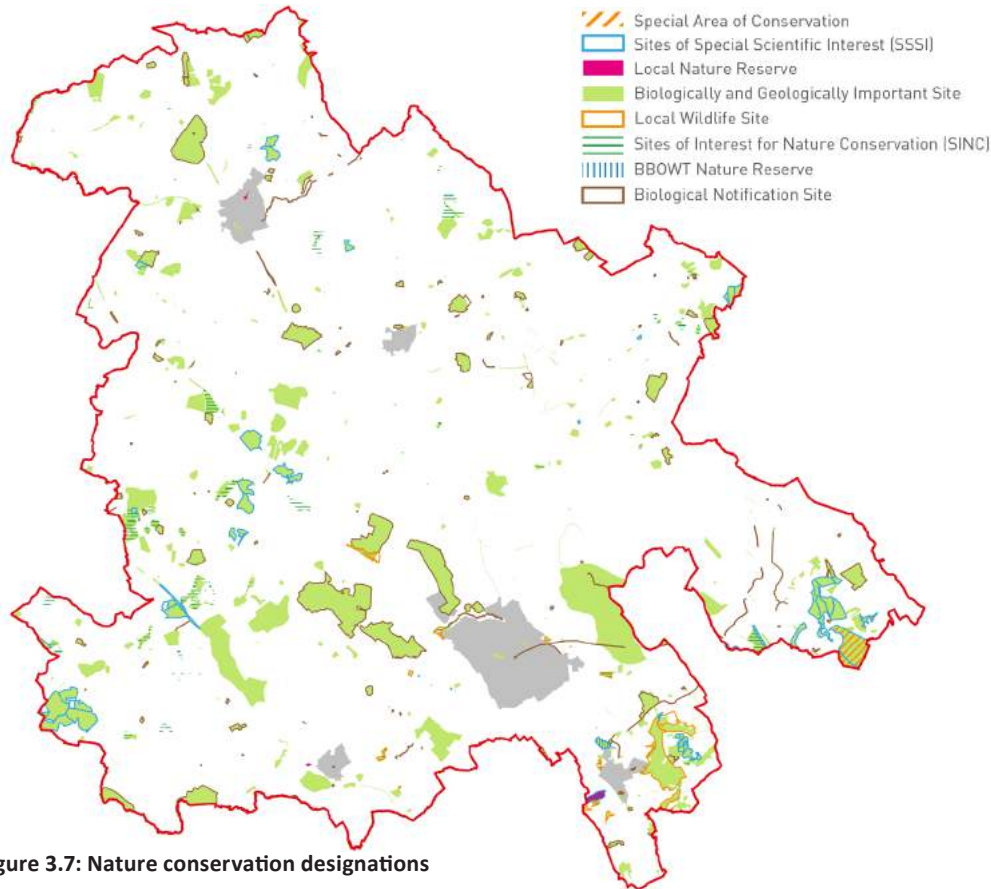 Special Area of Conservation
Sites of Special Scientific Interest (SSSI)
Local Nature Reserve
Biologically and Geologically Important Site
Local Wildlife Site
Sites of Interest for Nature Conservation (SINC)
BBOWT Nature Reserve
Biological Notification Site
gure 3.7: Nature conservation designations